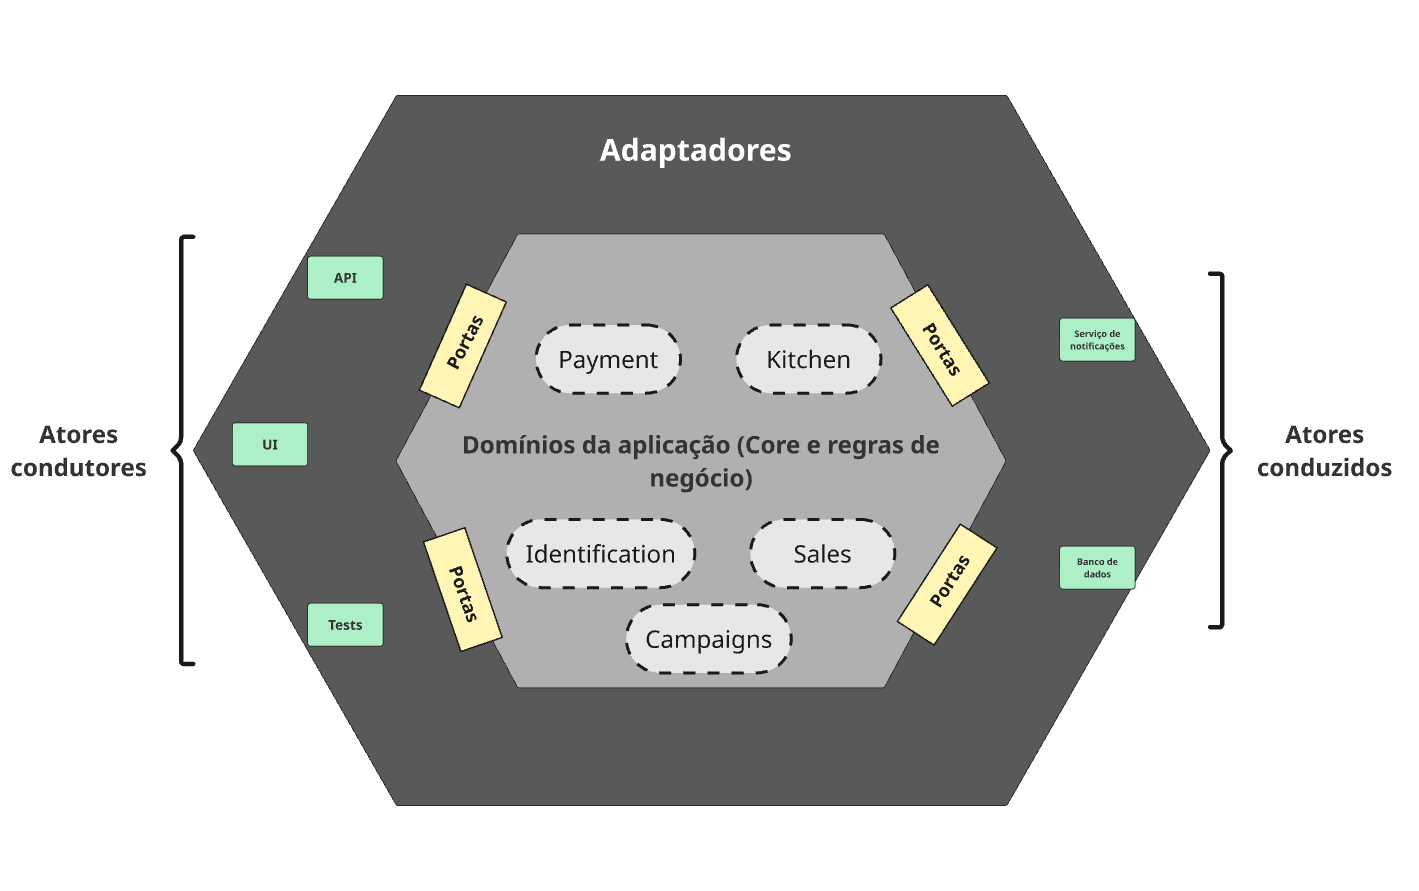 Adaptadores
API
Portas
Portas
Serviço de
notificações
Payment
Kitchen
Atores
condutores
UI
Domínios da aplicação (Core e regras de
negócio)
Atores
conduzidos
Identification
Sales
Portas
Portas
Banco de
dados
Tests
Campaigns